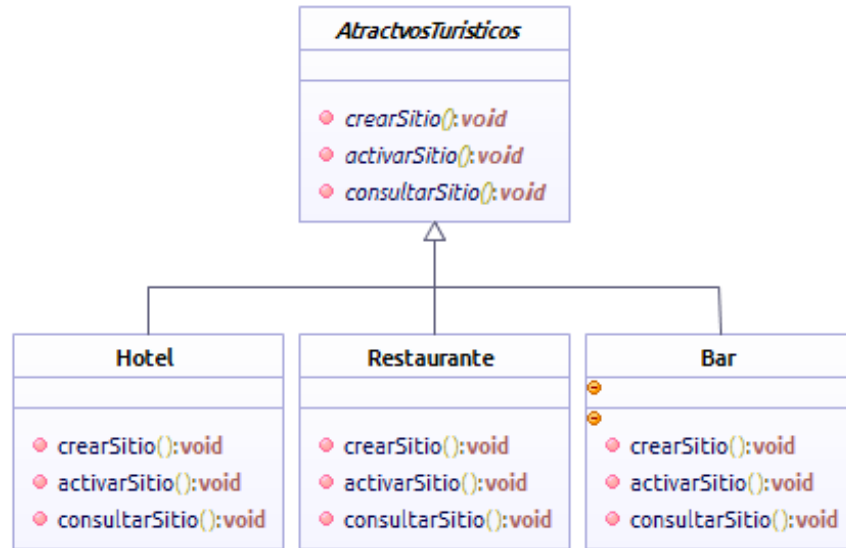 AtractvosTuristicos
crearSitio():void
activarSitio():void
consultarSitio():void
Hotel
crearSitio():void
activarSitio():void
consultarSitio():void
Restaurante
crearSitio():void
activarSitio():void
consultarSitio():void
Bar
crearSitio():void
activarSitio():void
consultarSitio():void